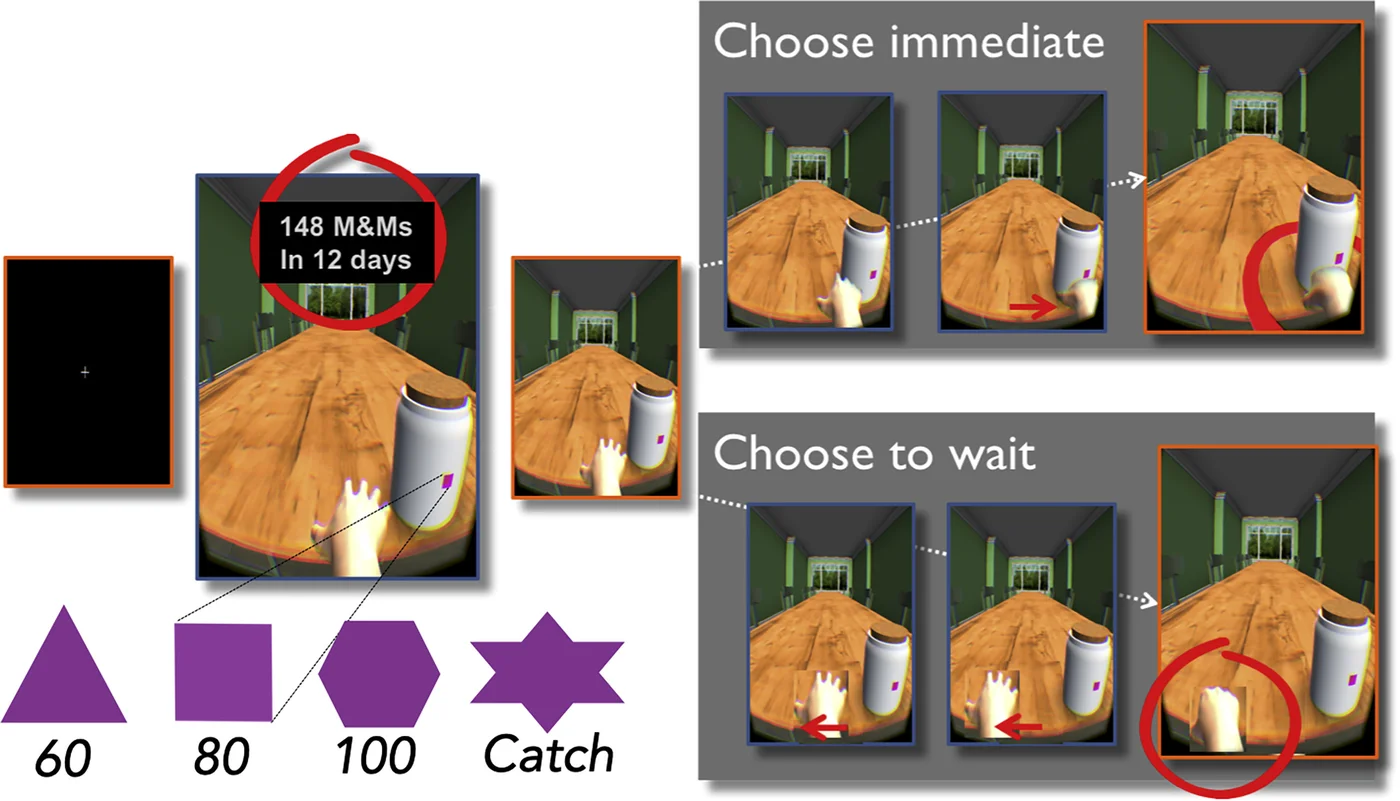 Choose immediate
148 M&Ms
In 12 days
Choose to wait
60
80
100
Catch